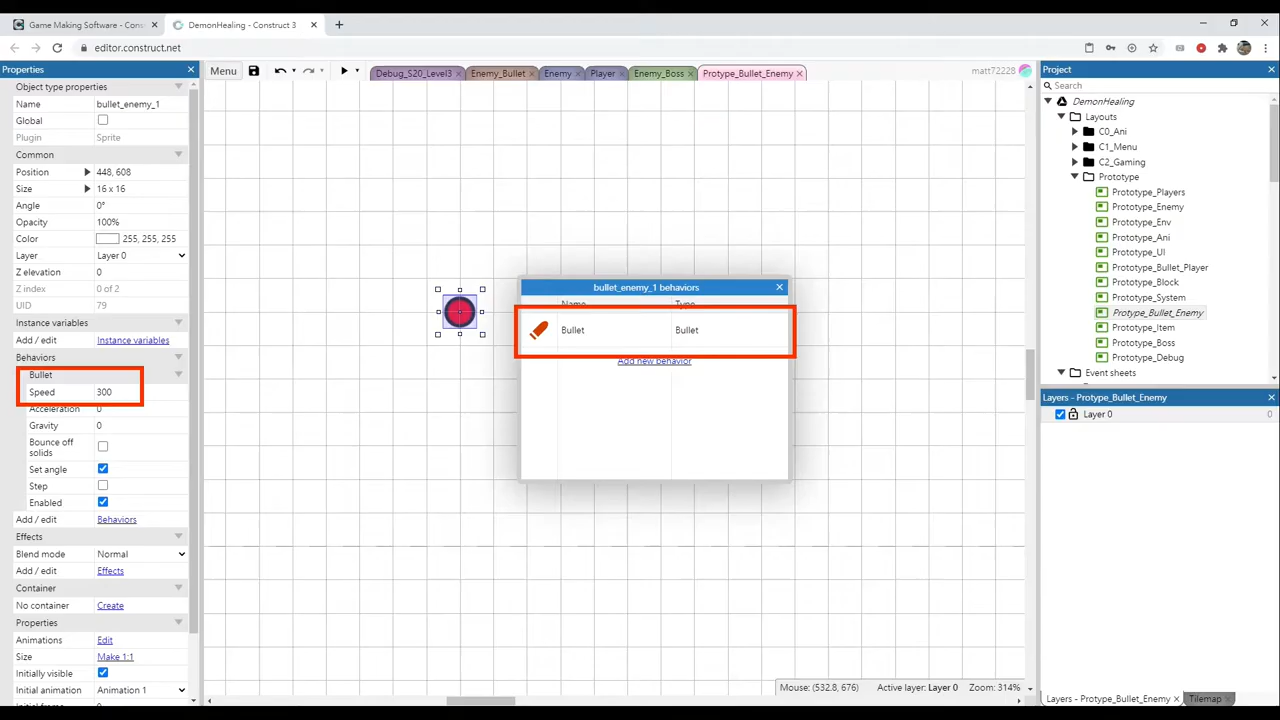 Game Making Software - Cons
DemonHealing - Construct 3
editor.construct.net
Properties
Menu
Debug_S20_Level3
Enemy_Bullet
Enemy
Player
Enemy_Boss
Protype_Bullet_Enemy
matt72228
Project
Object type properties
Name bullet_enemy_1
Global
Plugin Sprite
Common
Position 448, 608
Size 16 x 16
Angle 0°
Opacity 100%
Color 255, 255, 255
Layer Layer 0
Z elevation 0
Z index 0 of 2
UID 79
Instance variables
Add / edit Instance variables
Behaviors
Bullet
Speed 300
Acceleration 0
Gravity 0
Bounce off
solids
Set angle
Step
Enabled
Add / edit Behaviors
Effects
Blend mode Normal
Add / edit Effects
Container
No container Create
Properties
Animations Edit
Size Make 1:1
Initially visible
Initial animation Animation 1
bullet_enemy_1 behaviors
Name Type
Bullet Bullet
Add new behavior
Mouse: (532.8, 676) Active layer: Layer 0 Zoom: 314%
Search
DemonHealing
Layouts
C0_Ani
C1_Menu
C2_Gaming
Prototype
Prototype_Players
Prototype_Enemy
Prototype_Env
Prototype_Ani
Prototype_UI
Prototype_Bullet_Player
Prototype_Block
Prototype_System
Protype_Bullet_Enemy
Prototype_Item
Prototype_Boss
Prototype_Debug
Event sheets
Layers - Protype_Bullet_Enemy
Layer 0 0
Layers - Protype_Bullet_Enemy
Tilemap